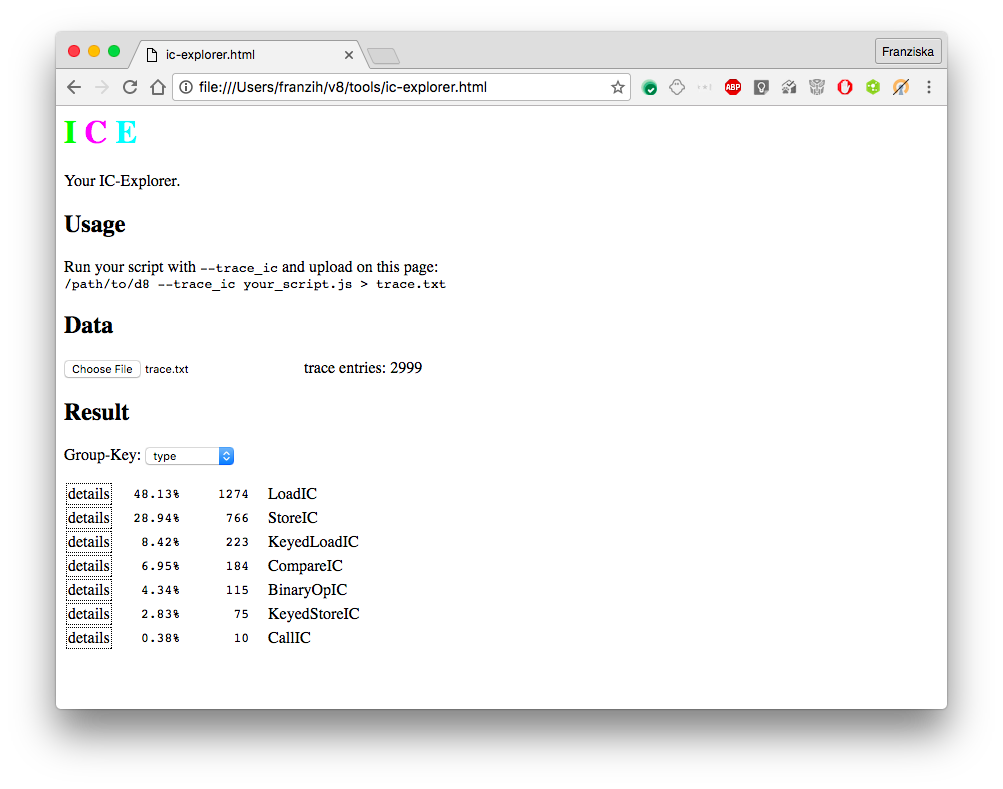 ic-explorer.html
Franziska
file:///Users/franzih/v8/tools/ic-explorer.html
ABP
I C E
Your IC-Explorer.
Usage
Run your script with --trace_ic and upload on this page:
/path/to/d8 --trace_ic your_script.js > trace.txt
Data
Choose File trace.txt trace entries: 2999
Result
Group-Key: type
details 48.13% 1274 LoadIC
details 28.94% 766 StoreIC
details 8.42% 223 KeyedLoadIC
details 6.95% 184 CompareIC
details 4.34% 115 BinaryOpIC
details 2.83% 75 KeyedStoreIC
details 0.38% 10 CallIC